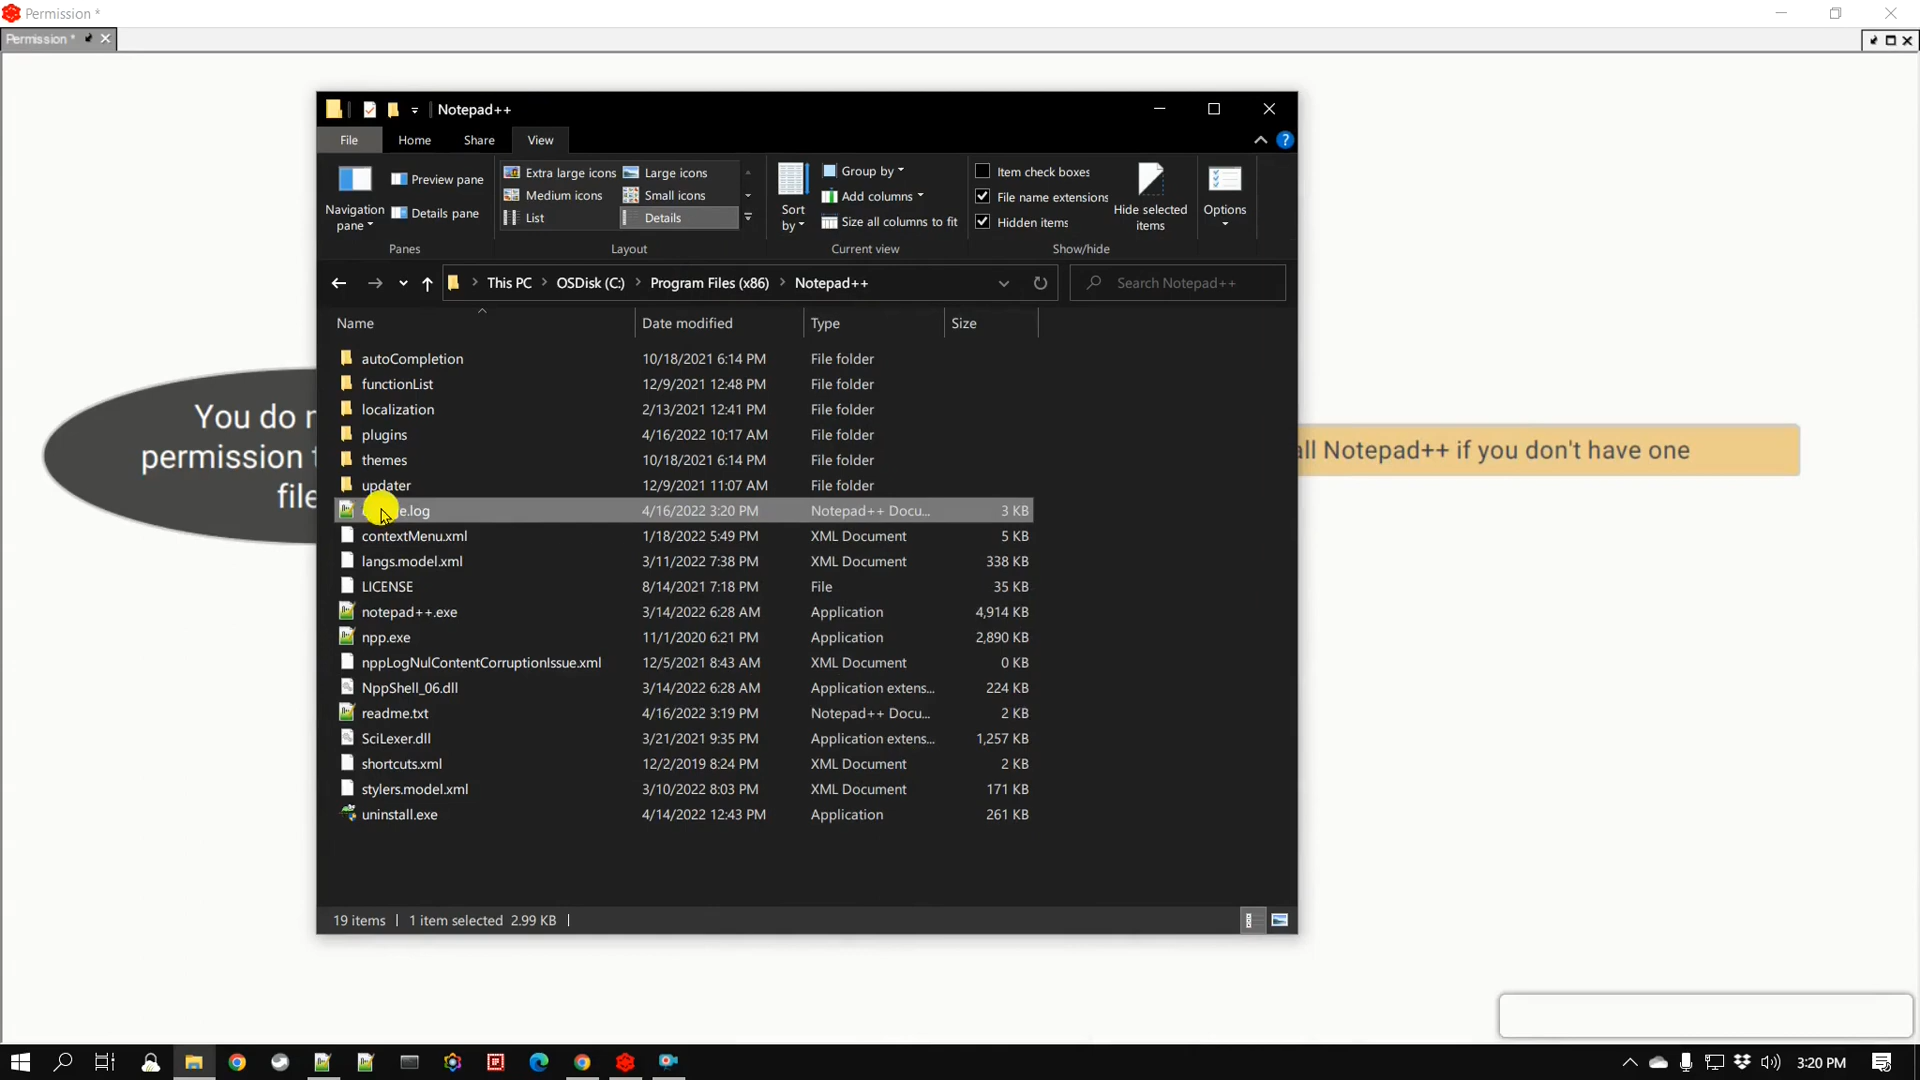 Permission *
Permission *
Notepad++
File Home Share View
Navigation pane
Preview pane
Details pane
Panes
Extra large icons Large icons
Medium icons Small icons
List Details
Layout
Sort by
Group by
Add columns
Size all columns to fit
Current view
Item check boxes
File name extensions
Hidden items
Hide selected items
Show/hide
Options
This PC OSDisk (C:) Program Files (x86) Notepad++
Search Notepad++
Name Date modified Type Size
autoCompletion 10/18/2021 6:14 PM File folder
functionList 12/9/2021 12:48 PM File folder
localization 2/13/2021 12:41 PM File folder
plugins 4/16/2022 10:17 AM File folder
themes 10/18/2021 6:14 PM File folder
updater 12/9/2021 11:07 AM File folder
e.log 4/16/2022 3:20 PM Notepad++ Docu... 3 KB
contextMenu.xml 1/18/2022 5:49 PM XML Document 5 KB
langs.model.xml 3/11/2022 7:38 PM XML Document 338 KB
LICENSE 8/14/2021 7:18 PM File 35 KB
notepad++.exe 3/14/2022 6:28 AM Application 4,914 KB
npp.exe 11/1/2020 6:21 PM Application 2,890 KB
nppLogNulContentCorruptionIssue.xml 12/5/2021 8:43 AM XML Document 0 KB
NppShell_06.dll 3/14/2022 6:28 AM Application extens... 224 KB
readme.txt 4/16/2022 3:19 PM Notepad++ Docu... 2 KB
SciLexer.dll 3/21/2021 9:35 PM Application extens... 1,257 KB
shortcuts.xml 12/2/2019 8:24 PM XML Document 2 KB
stylers.model.xml 3/10/2022 8:03 PM XML Document 171 KB
uninstall.exe 4/14/2022 12:43 PM Application 261 KB
19 items 1 item selected 2.99 KB
You do
permission
file
all Notepad++ if you don't have one
3:20 PM